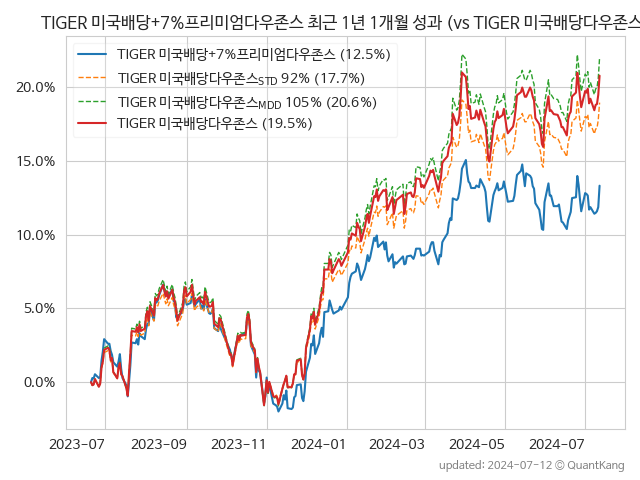 TIGER 미국배당+7%프리미엄다우존스 최근 1년 1개월 성과 (vs TIGER 미국배당다우존스
TIGER 미국배당+7%프리미엄다우존스 (12.5%)
TIGER 미국배당다우존스STD 92% (17.7%)
TIGER 미국배당다우존스MDD 105% (20.6%)
TIGER 미국배당다우존스 (19.5%)
20.0%
15.0%
10.0%
5.0%
0.0%
2023-07 2023-09 2023-11 2024-01 2024-03 2024-05 2024-07
updated: 2024-07-12 © QuantKang